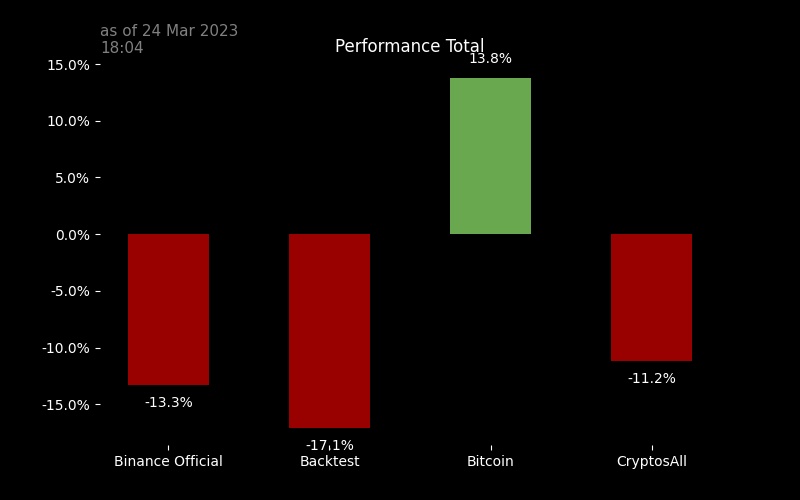 as of 24 Mar 2023
18:04
Performance Total
15.0%
10.0%
5.0%
0.0%
-5.0%
-10.0%
-15.0%
13.8%
-13.3%
-17.1%
-11.2%
Binance Official
Backtest
Bitcoin
CryptosAll